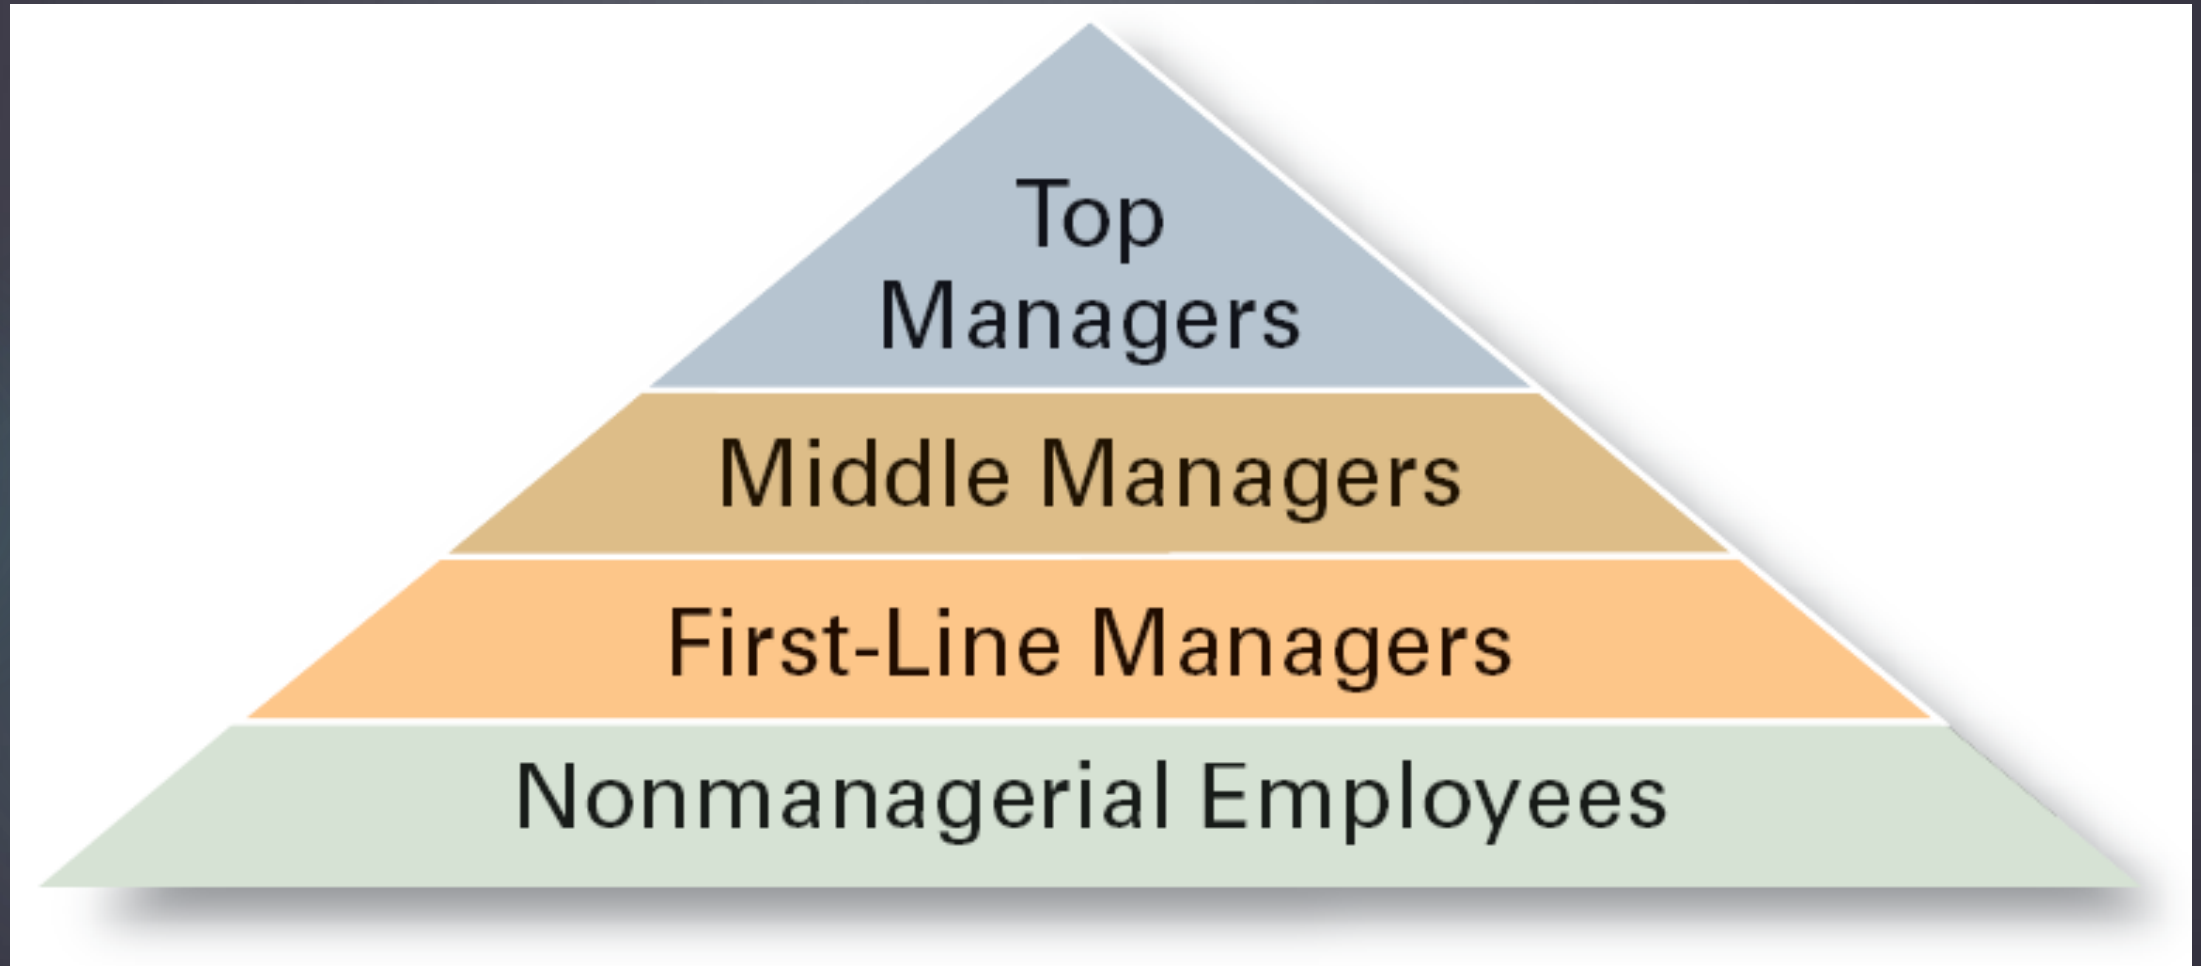 Top
Managers
Middle Managers
First-Line Managers
Nonmanagerial Employees